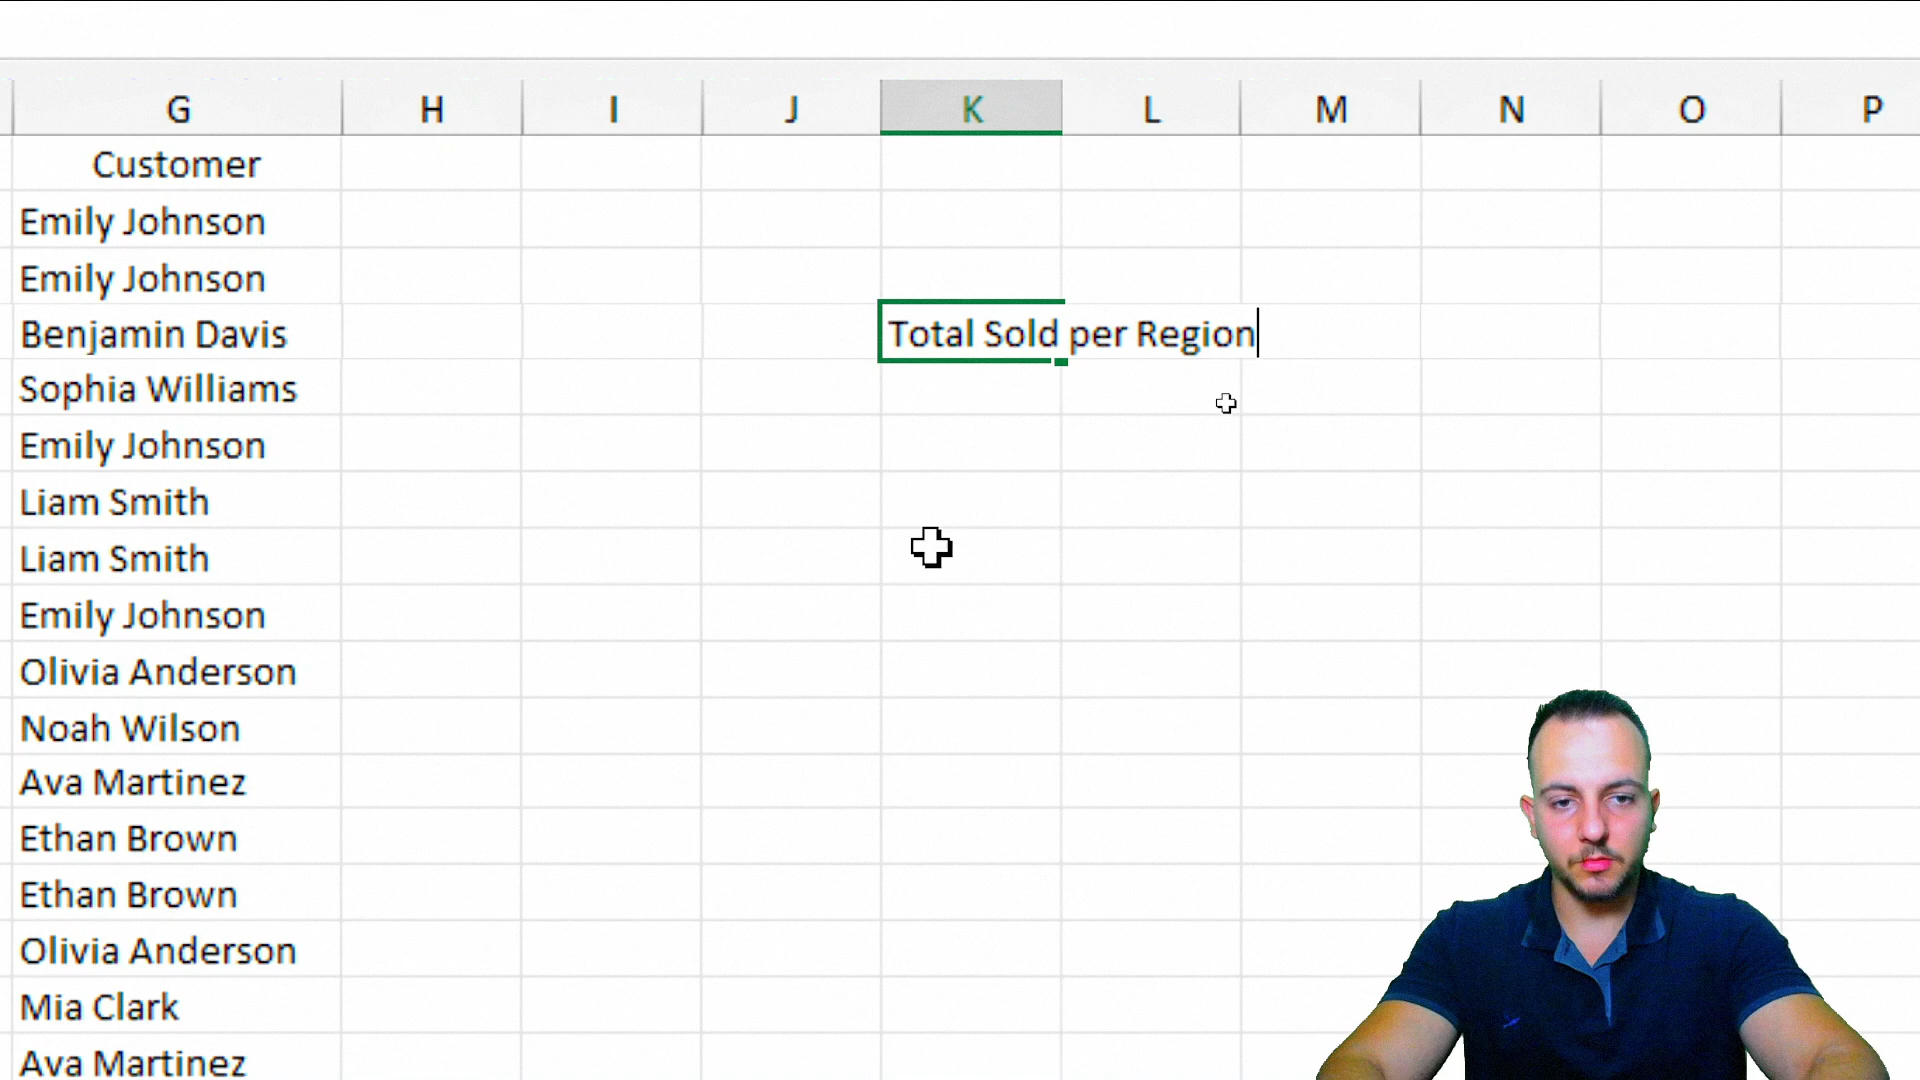 G H I J K L M N O P
Customer
Emily Johnson
Emily Johnson
Benjamin Davis Total Sold per Region
Sophia Williams
Emily Johnson
Liam Smith
Liam Smith
Emily Johnson
Olivia Anderson
Noah Wilson
Ava Martinez
Ethan Brown
Ethan Brown
Olivia Anderson
Mia Clark
Ava Martinez